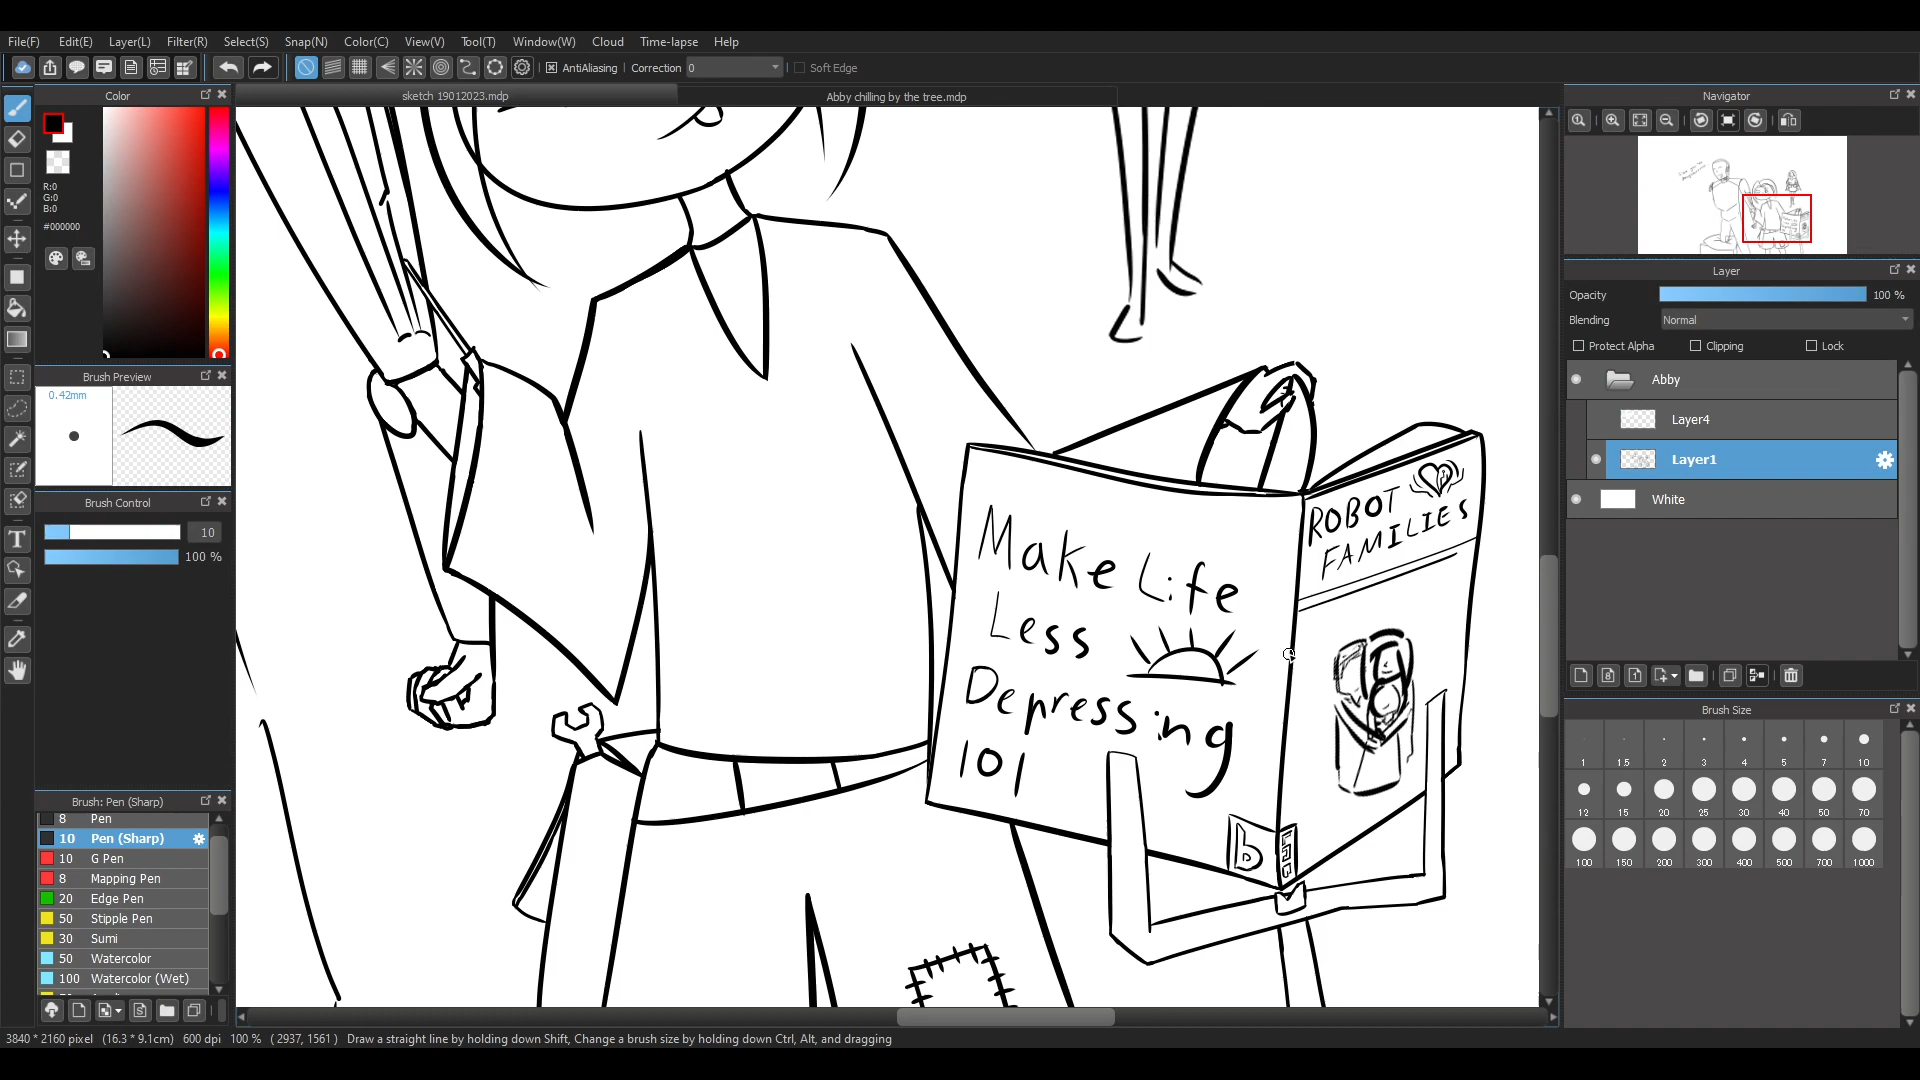 File(F) Edit(E) Layer(L) Filter(R) Select(S) Snap(N) Color(C) View(V) Tool(T) Window(W) Cloud Time-lapse Help
AntiAliasing Correction 0 Soft Edge
Color
sketch 19012023.mdp
Abby chilling by the tree.mdp
Navigator
R:0
G:0
B:0
#000000
Brush Preview
0.42mm
Brush Control
10
100 %
Brush: Pen (Sharp)
8 Pen
10 Pen (Sharp)
10 G Pen
8 Mapping Pen
20 Edge Pen
50 Stipple Pen
30 Sumi
50 Watercolor
100 Watercolor (Wet)
Make Life
Less
Depressing
101
b
ROBOT
FAMILIES
Layer
Opacity 100 %
Blending Normal
Protect Alpha Clipping Lock
Abby
Layer4
Layer1
White
Brush Size
1 1.5 2 3 4 5 7 10
12 15 20 25 30 40 50 70
100 150 200 300 400 500 700 1000
3840 * 2160 pixel (16.3 * 9.1cm) 600 dpi 100 % ( 2937, 1561 ) Draw a straight line by holding down Shift, Change a brush size by holding down Ctrl, Alt, and dragging